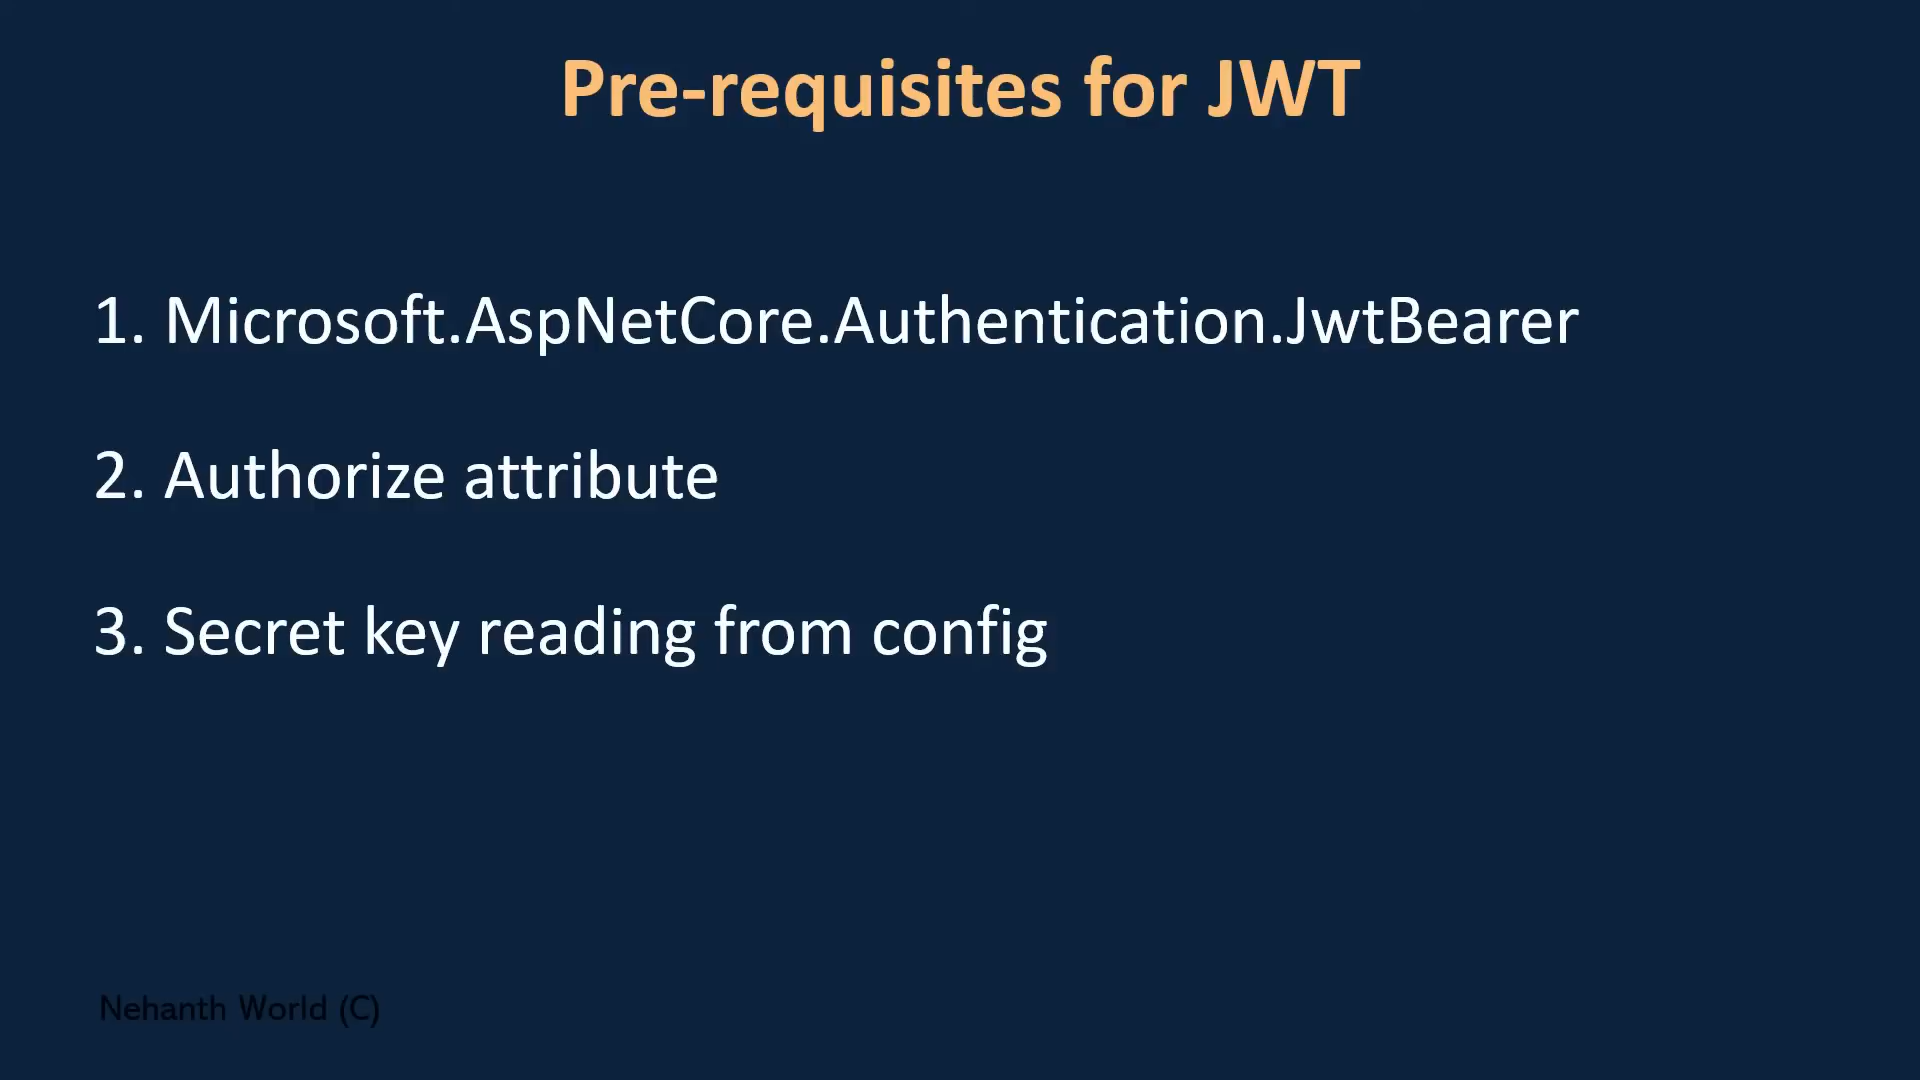 Pre-requisites for JWT
1. Microsoft.AspNetCore.Authentication.JwtBearer
2. Authorize attribute
3. Secret key reading from config
Nehanth World (C)